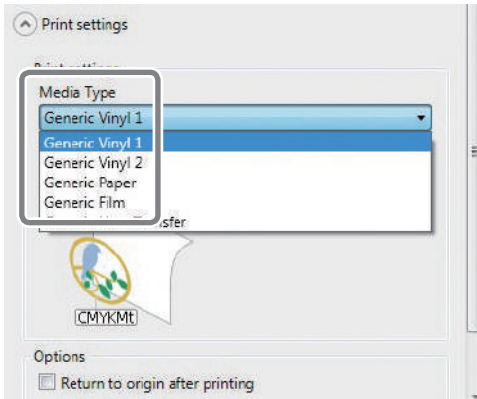 Print settings
Media Type
Generic Vinyl 1
Generic Vinyl 1
Generic Vinyl 2
Generic Paper
Generic Film
CMYKMt
Options
Return to origin after printing